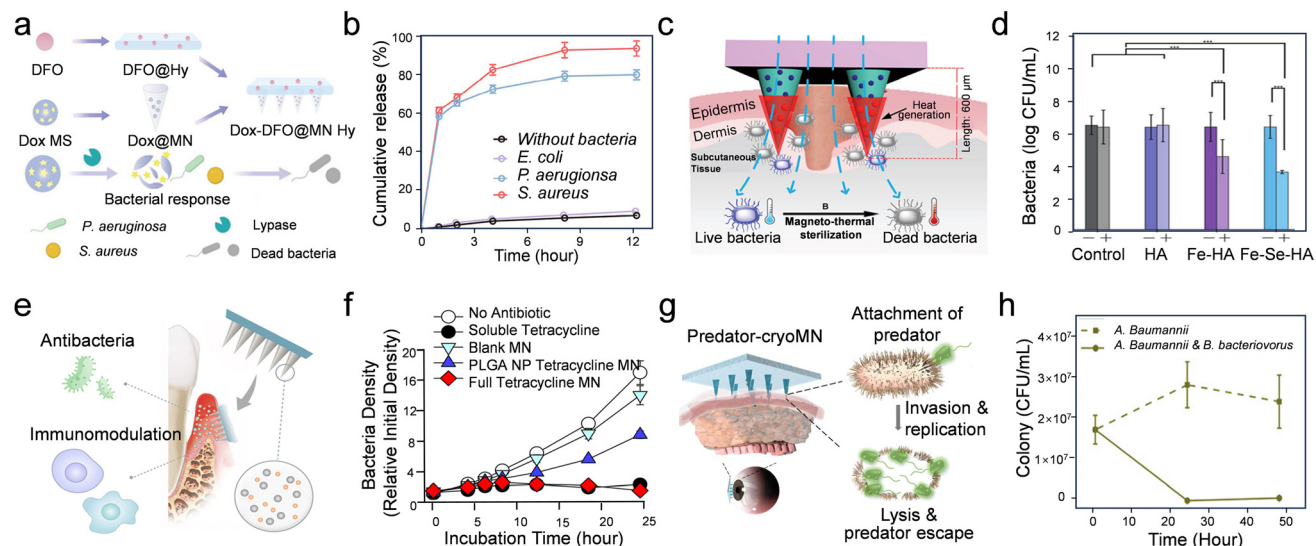 a
DFO
DFO@Hy
Dox MS
Dox@MN
Dox-DFO@MN Hy
Bacterial response
P. aeruginosa
Lypase
S. aureus
Dead bacteria
b
Cumulative release (%)
100
80
60
40
20
0
Without bacteria
E. coli
P. aerugionsa
S. aureus
0 3 6 9 12
Time (hour)
c
Epidermis
Dermis
Subcutaneous
Tissue
Heat
generation
Length: 600 μm
B
Magneto-thermal
sterilization
Live bacteria
Dead bacteria
d
Bacteria (log CFU/mL)
12
10
8
6
4
2
0
***
***
***
***
— + — + — + — +
Control HA Fe-HA Fe-Se-HA
e
Antibacteria
Immunomodulation
f
Bacteria Density
(Relative Initial Density)
20
16
12
8
4
0
No Antibiotic
Soluble Tetracycline
Blank MN
PLGA NP Tetracycline MN
Full Tetracycline MN
0 5 10 15 20 25
Incubation Time (hour)
g
Predator-cryoMN
Attachment of
predator
Invasion &
replication
Lysis &
predator escape
h
Colony (CFU/mL)
4×10⁷
3×10⁷
2×10⁷
1×10⁷
0
A. Baumannii
A. Baumannii & B. bacteriovorus
0 10 20 30 40 50
Time (Hour)